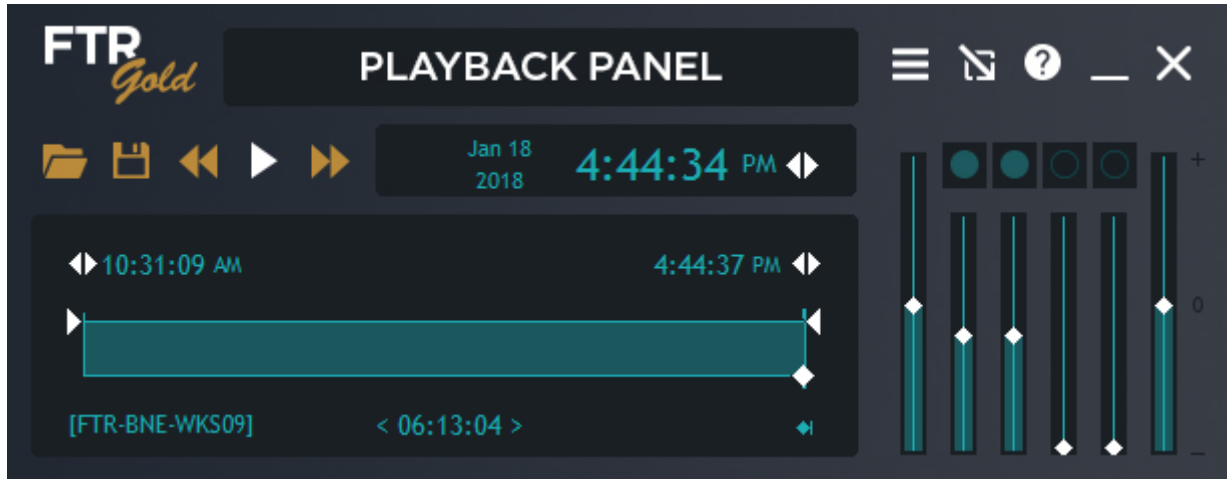 FTR
Gold
PLAYBACK PANEL
?
Jan 18
2018
4:44:34 PM
+
10:31:09 AM
4:44:37 PM
0
[FTR-BNE-WKS09]
< 06:13:04 >
–